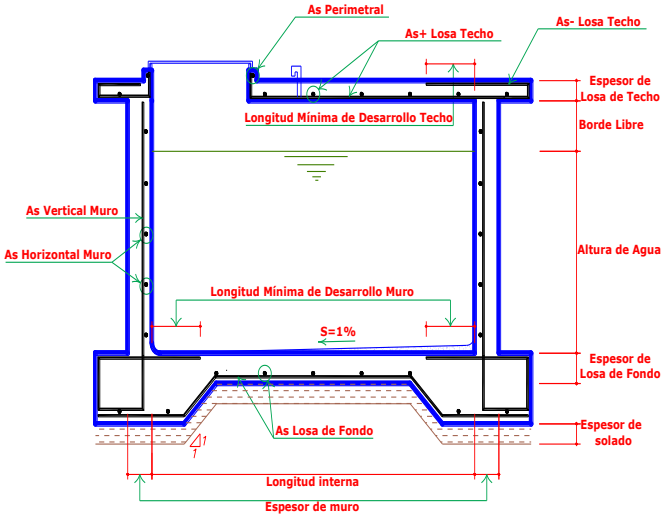 As Perimetral
As+ Losa Techo
As- Losa Techo
Espesor de
Losa de Techo
Longitud Mínima de Desarrollo Techo
Borde Libre
As Vertical Muro
As Horizontal Muro
Altura de Agua
Longitud Mínima de Desarrollo Muro
S=1%
Espesor de
Losa de Fondo
As Losa de Fondo
Espesor de
solado
1
1
Longitud interna
Espesor de muro